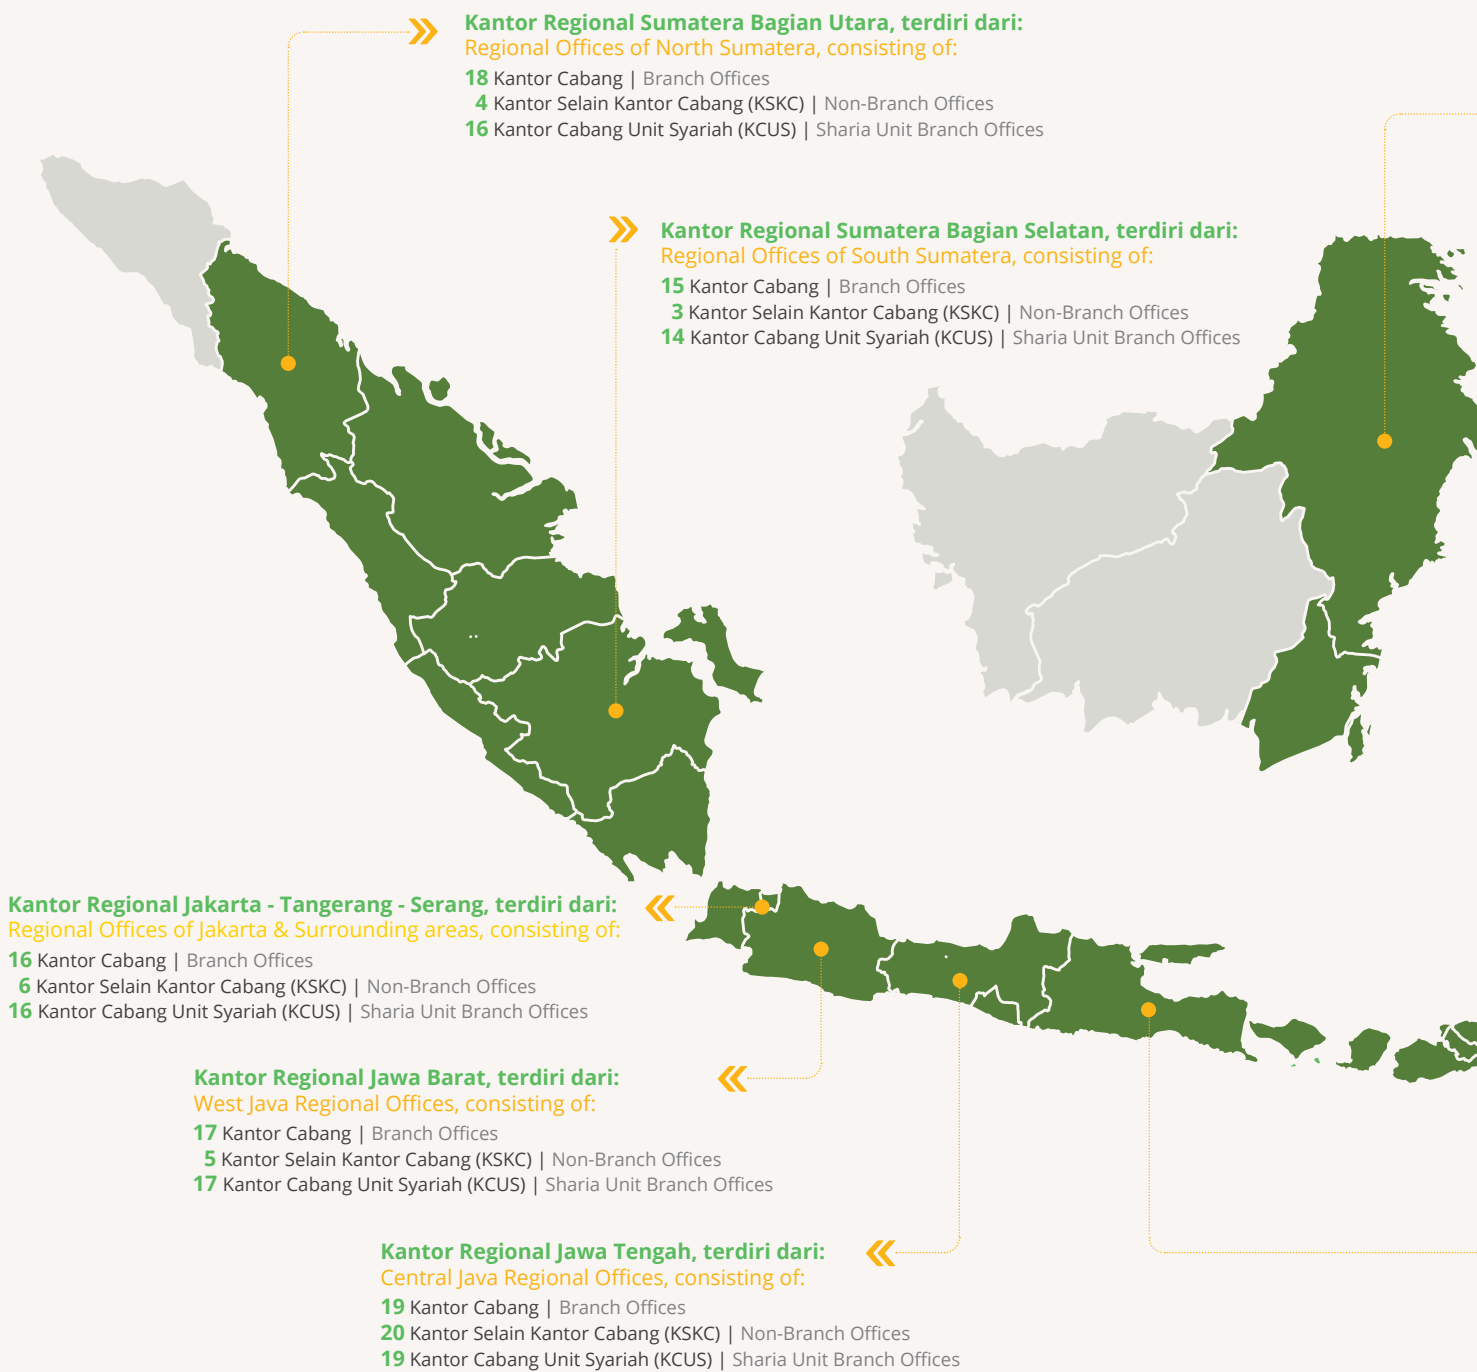 Kantor Regional Sumatera Bagian Utara, terdiri dari:
Regional Offices of North Sumatera, consisting of:
18 Kantor Cabang | Branch Offices
4 Kantor Selain Kantor Cabang (KSKC) | Non-Branch Offices
16 Kantor Cabang Unit Syariah (KCUS) | Sharia Unit Branch Offices
Kantor Regional Sumatera Bagian Selatan, terdiri dari:
Regional Offices of South Sumatera, consisting of:
15 Kantor Cabang | Branch Offices
3 Kantor Selain Kantor Cabang (KSKC) | Non-Branch Offices
14 Kantor Cabang Unit Syariah (KCUS) | Sharia Unit Branch Offices
Kantor Regional Jakarta - Tangerang - Serang, terdiri dari:
Regional Offices of Jakarta & Surrounding areas, consisting of:
16 Kantor Cabang | Branch Offices
6 Kantor Selain Kantor Cabang (KSKC) | Non-Branch Offices
16 Kantor Cabang Unit Syariah (KCUS) | Sharia Unit Branch Offices
Kantor Regional Jawa Barat, terdiri dari:
West Java Regional Offices, consisting of:
17 Kantor Cabang | Branch Offices
5 Kantor Selain Kantor Cabang (KSKC) | Non-Branch Offices
17 Kantor Cabang Unit Syariah (KCUS) | Sharia Unit Branch Offices
Kantor Regional Jawa Tengah, terdiri dari:
Central Java Regional Offices, consisting of:
19 Kantor Cabang | Branch Offices
20 Kantor Selain Kantor Cabang (KSKC) | Non-Branch Offices
19 Kantor Cabang Unit Syariah (KCUS) | Sharia Unit Branch Offices